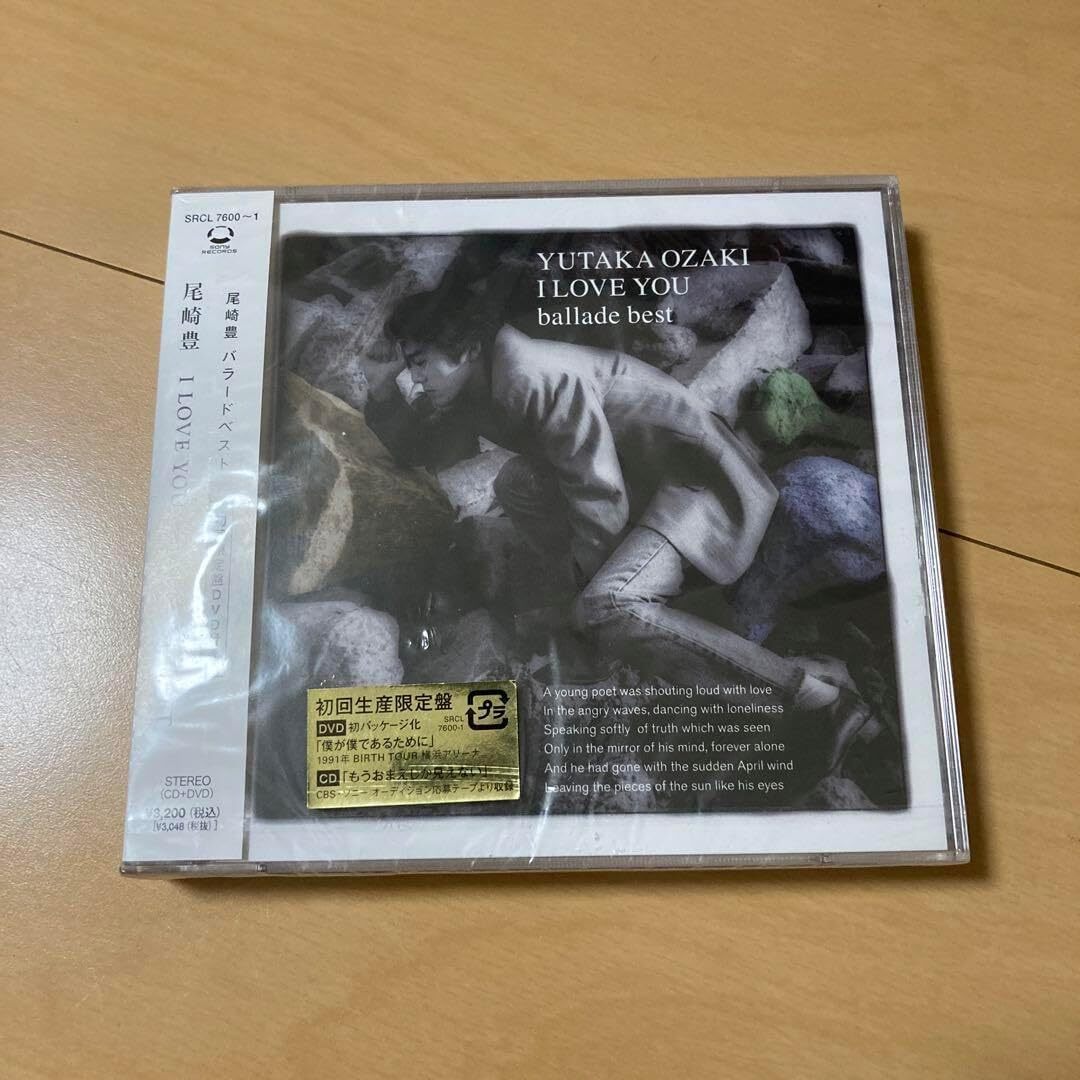 SRCL 7600〜1
SONY
RECORDS
尾崎豊 バラードベスト
尾崎豊 I LOVE YOU
STEREO
(CD+DVD)
¥3,200 (税込)
[¥3,048 (税抜)]
YUTAKA OZAKI
I LOVE YOU
ballade best
初回生産限定盤
プラ
DVD 初パッケージ化
SRCL
7600-1
「僕が僕であるために」
1991年 BIRTH TOUR 横浜アリーナ
CD 「もうおまえしか見えない」
CBS・ソニー オーディション応募テープより収録
A young poet was shouting loud with love
In the angry waves, dancing with loneliness
Speaking softly of truth which was seen
Only in the mirror of his mind, forever alone
And he had gone with the sudden April wind
Leaving the pieces of the sun like his eyes